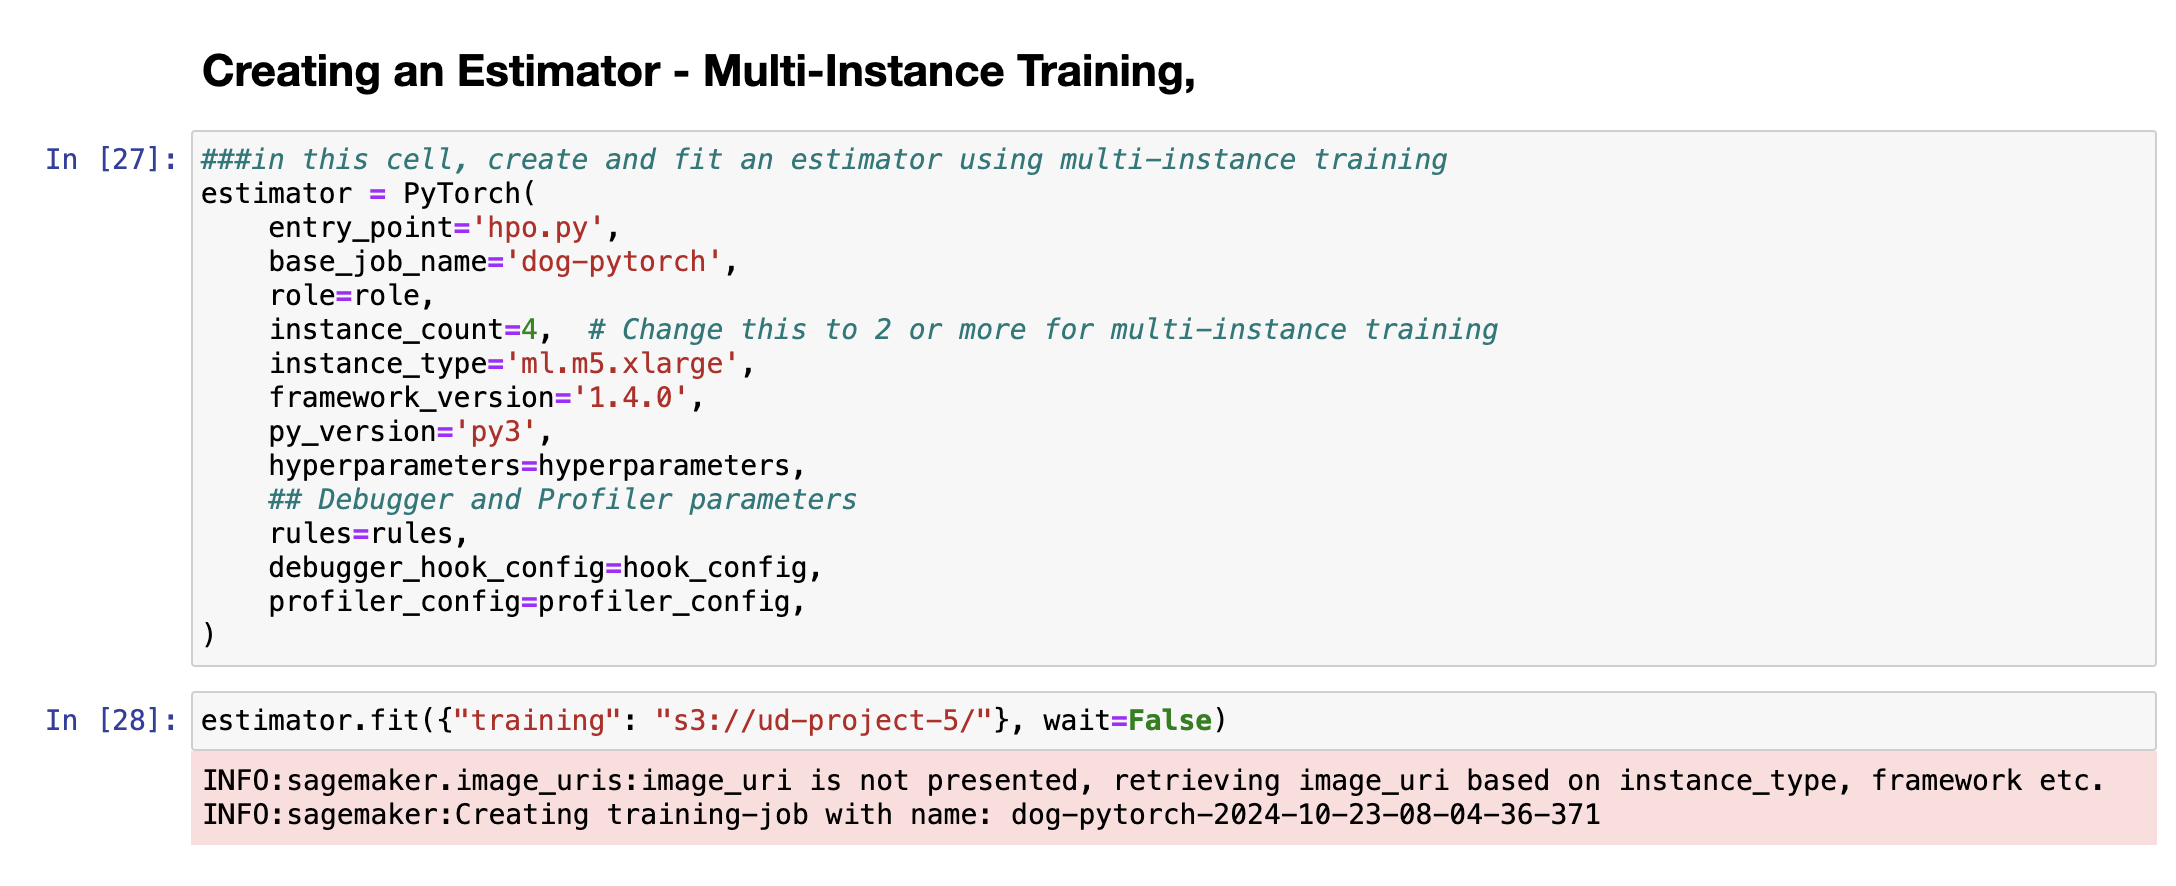 Creating an Estimator - Multi-Instance Training,
In [27]:
###in this cell, create and fit an estimator using multi-instance training
estimator = PyTorch(
    entry_point='hpo.py',
    base_job_name='dog-pytorch',
    role=role,
    instance_count=4,  # Change this to 2 or more for multi-instance training
    instance_type='ml.m5.xlarge',
    framework_version='1.4.0',
    py_version='py3',
    hyperparameters=hyperparameters,
    ## Debugger and Profiler parameters
    rules=rules,
    debugger_hook_config=hook_config,
    profiler_config=profiler_config,
)
In [28]:
estimator.fit({"training": "s3://ud-project-5/"}, wait=False)
INFO:sagemaker.image_uris:image_uri is not presented, retrieving image_uri based on instance_type, framework etc.
INFO:sagemaker:Creating training-job with name: dog-pytorch-2024-10-23-08-04-36-371